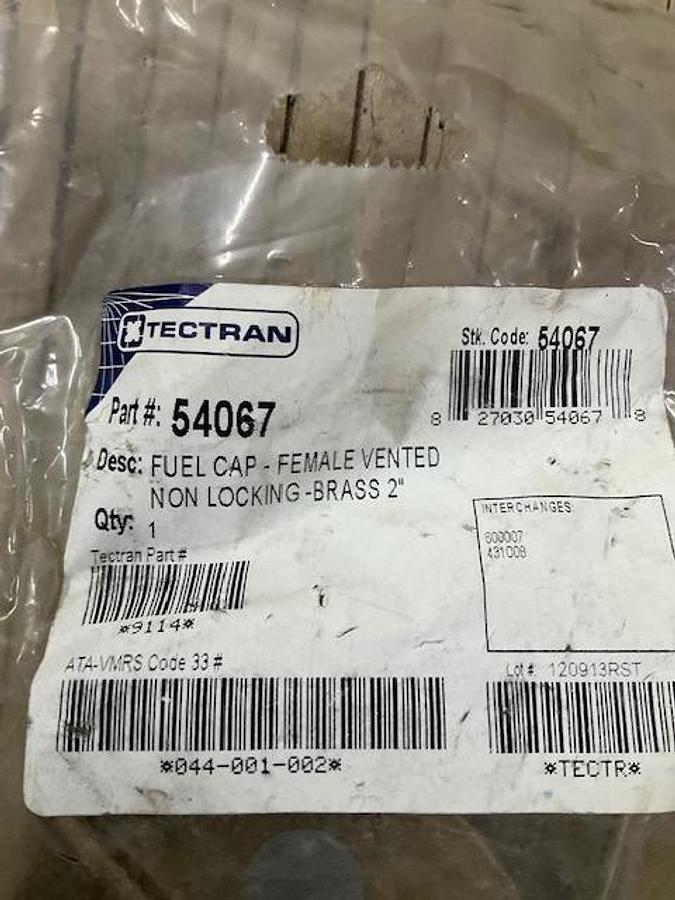 TECTRAN
Stk. Code: 54067
8 27030 54067 8
Part #: 54067
Desc: FUEL CAP - FEMALE VENTED
NON LOCKING -BRASS 2"
Qty: 1
INTERCHANGES:
600007
431008
Tectran Part #
*9114*
ATA-VMRS Code 33 #
*044-001-002*
Lot #: 120913RST
*TECTR*